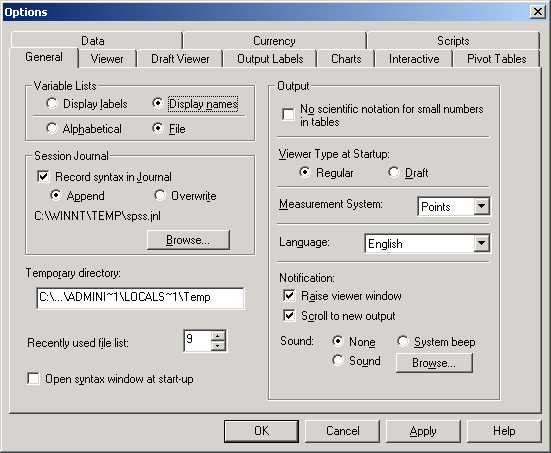 Options
Data Currency Scripts
General Viewer Draft Viewer Output Labels Charts Interactive Pivot Tables
Variable Lists
Display labels Display names
Alphabetical File
Session Journal
Record syntax in Journal
Append Overwrite
C:\WINNT\TEMP\spss.jnl
Browse...
Temporary directory:
C:\...\ADMINI~1\LOCALS~1\Temp
Recently used file list: 9
Open syntax window at start-up
Output
No scientific notation for small numbers
in tables
Viewer Type at Startup:
Regular Draft
Measurement System: Points
Language: English
Notification:
Raise viewer window
Scroll to new output
Sound: None System beep
Sound Browse...
OK Cancel Apply Help